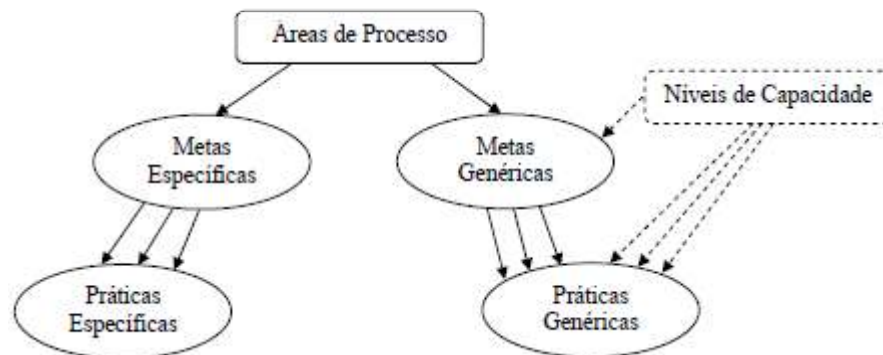 Áreas de Processo
Níveis de Capacidade
Metas
Específicas
Metas
Genéricas
Práticas
Específicas
Práticas
Genéricas